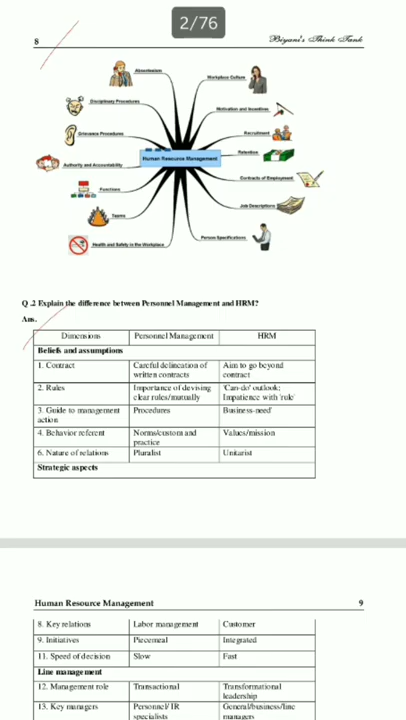 2/76
8 Biyani's Think Tank
Absenteeism
Workplace Culture
Disciplinary Procedures
Motivation and Incentives
Grievance Procedures
Recruitment
Human Resource Management
Retention
Authority and Accountability
Contracts of Employment
Functions
Job Descriptions
Teams
Person Specifications
Health and Safety in the Workplace
Q .2 Explain the difference between Personnel Management and HRM?
Ans.
Dimensions Personnel Management HRM
Beliefs and assumptions
1. Contract Careful delineation of Aim to go beyond
written contracts contract
2. Rules Importance of devising 'Can-do' outlook;
clear rules/mutually Impatience with 'rule'
3. Guide to management Procedures Business-need'
action
4. Behavior referent Norms/custom and Values/mission
practice
6. Nature of relations Pluralist Unitarist
Strategic aspects
Human Resource Management 9
8. Key relations Labor management Customer
9. Initiatives Piecemeal Integrated
11. Speed of decision Slow Fast
Line management
12. Management role Transactional Transformational
leadership
13. Key managers Personnel/ IR General/business/line
specialists managers